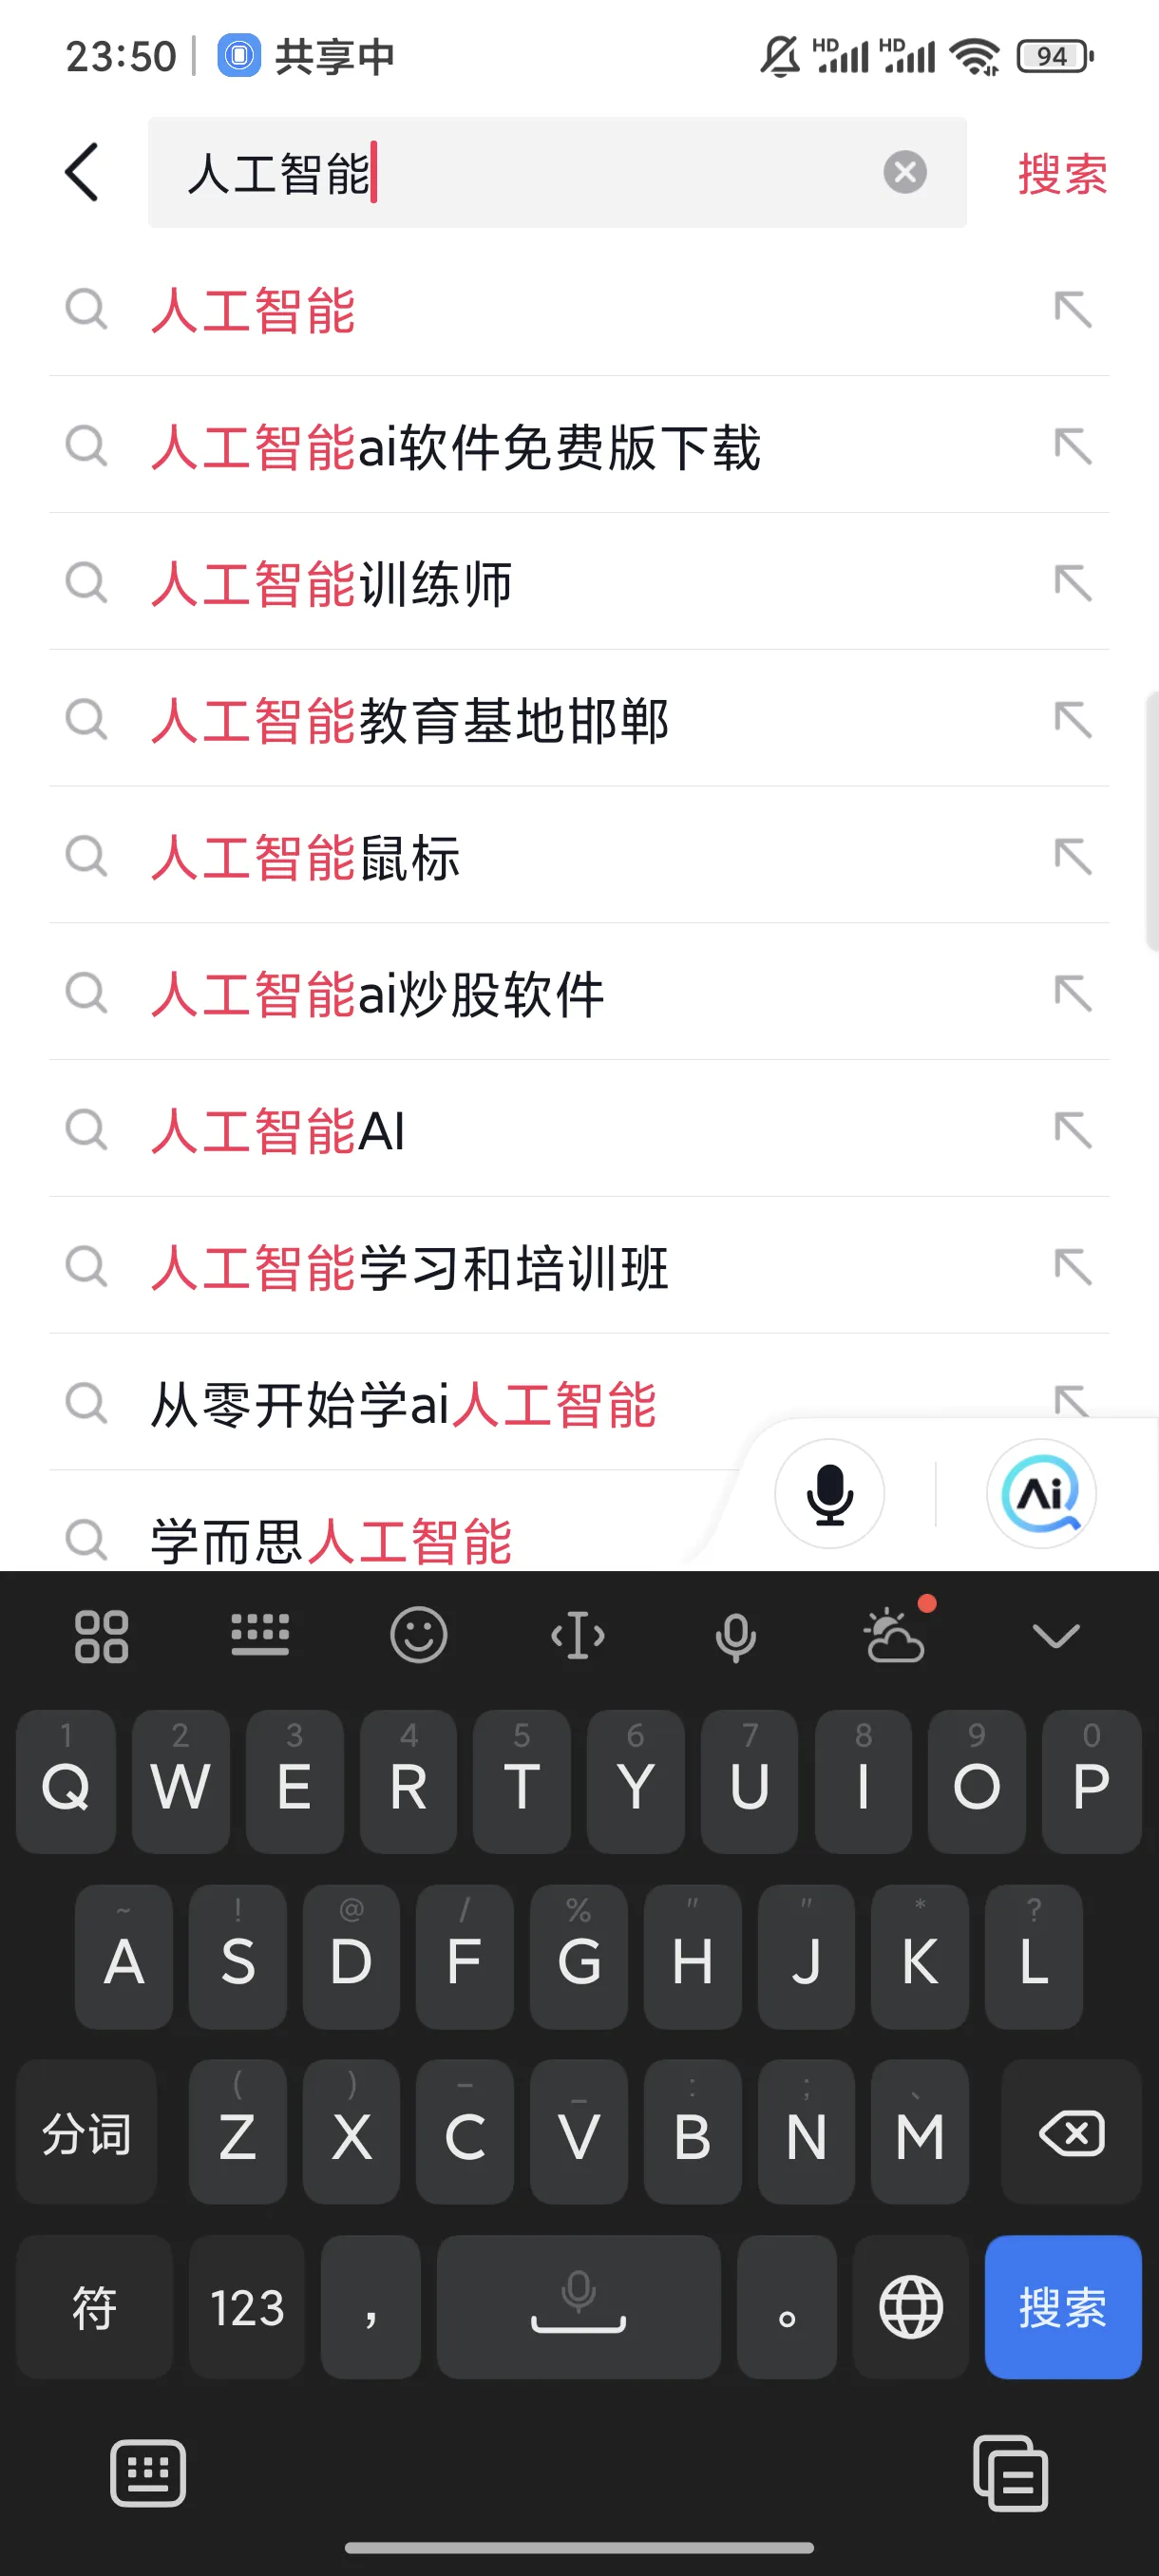 23:50 共享中 HD HD 94
人工智能 搜索
人工智能
人工智能ai软件免费版下载
人工智能训练师
人工智能教育基地邯郸
人工智能鼠标
人工智能ai炒股软件
人工智能AI
人工智能学习和培训班
从零开始学ai人工智能
Ai
学而思人工智能
1 2 3 4 5 6 7 8 9 0
Q W E R T Y U I O P
~ ! @ / % " " * ?
A S D F G H J K L
( ) – _ : ; 、
分词 Z X C V B N M
符 123 ， 。 搜索